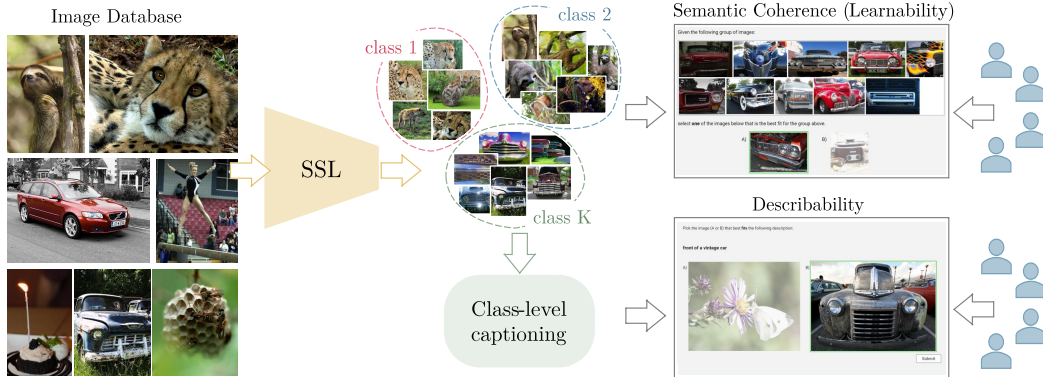 Image Database
SSL
class 1
class 2
class K
Class-level
captioning
Semantic Coherence (Learnability)
Given the following group of images:
select one of the images below that is the best fit for the group above.
A)
B)
Describability
Pick the image (A or B) that best fits the following description.
front of a vintage car
A)
B)
Submit